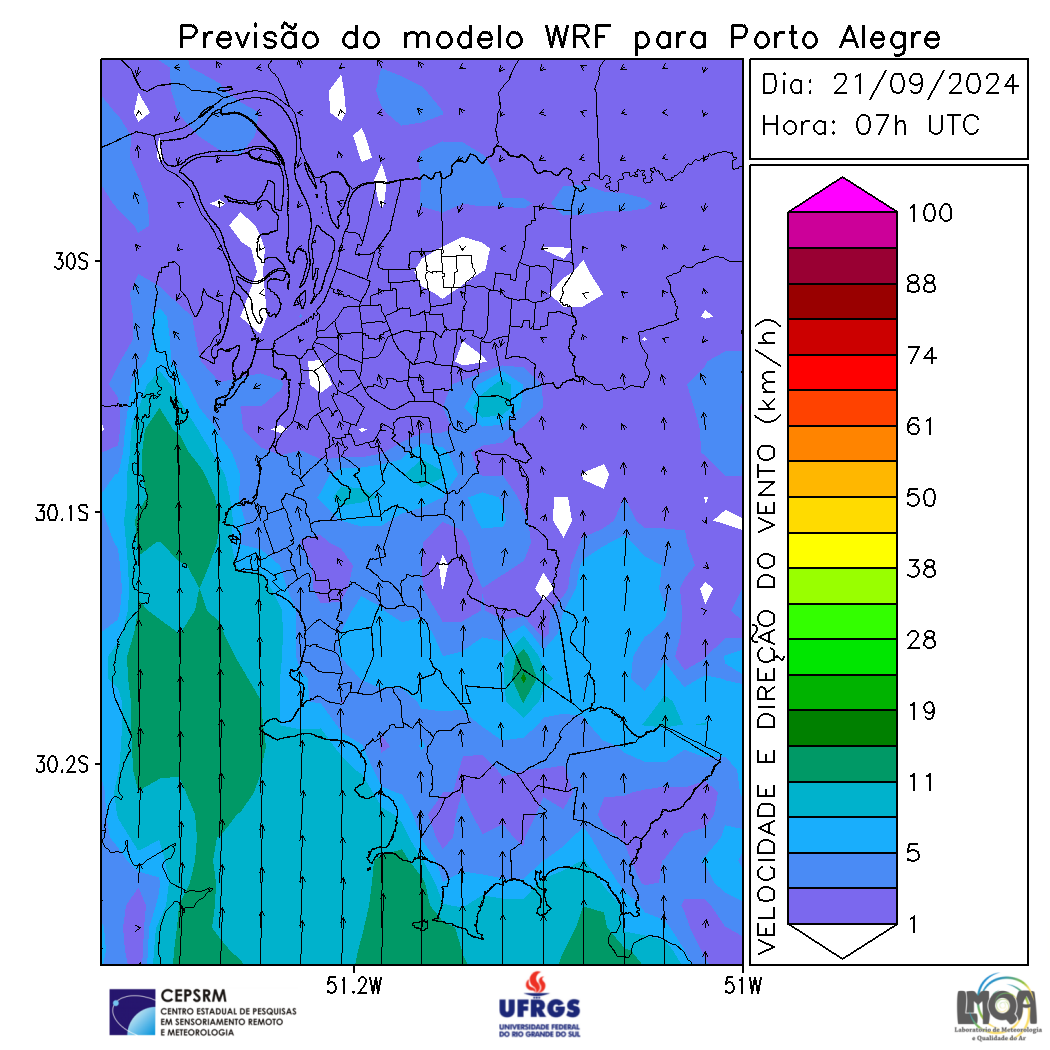 Previsão do modelo WRF para Porto Alegre
Dia: 21/09/2024
Hora: 07h UTC
30S
30.1S
30.2S
51.2W
51W
VELOCIDADE E DIREÇÃO DO VENTO (km/h)
100
88
74
61
50
38
28
19
11
5
1
CEPSRM
CENTRO ESTADUAL DE PESQUISAS
EM SENSORIAMENTO REMOTO
E METEOROLOGIA
UFRGS
UNIVERSIDADE FEDERAL
DO RIO GRANDE DO SUL
LMQA
Laboratório de Meteorologia
e Qualidade do Ar